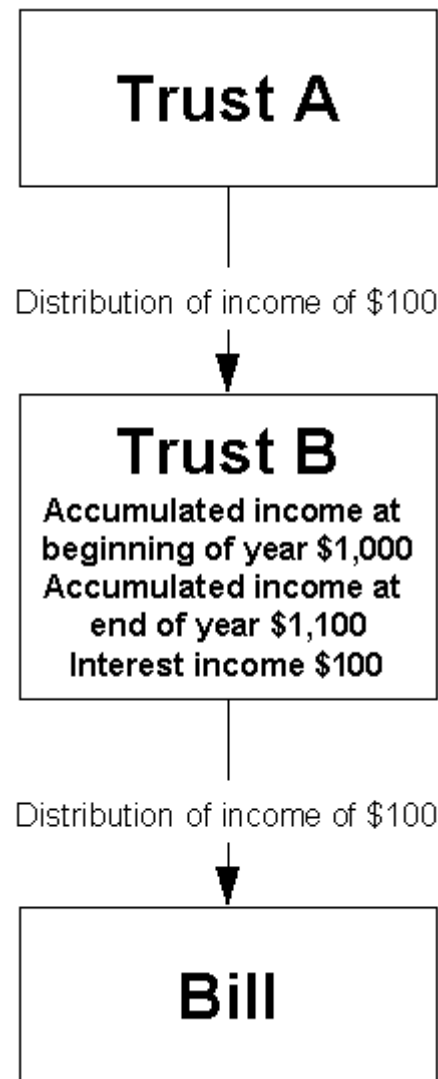 Trust A
Distribution of income of $100
Trust B
Accumulated income at
beginning of year $1,000
Accumulated income at
end of year $1,100
Interest income $100
Distribution of income of $100
Bill